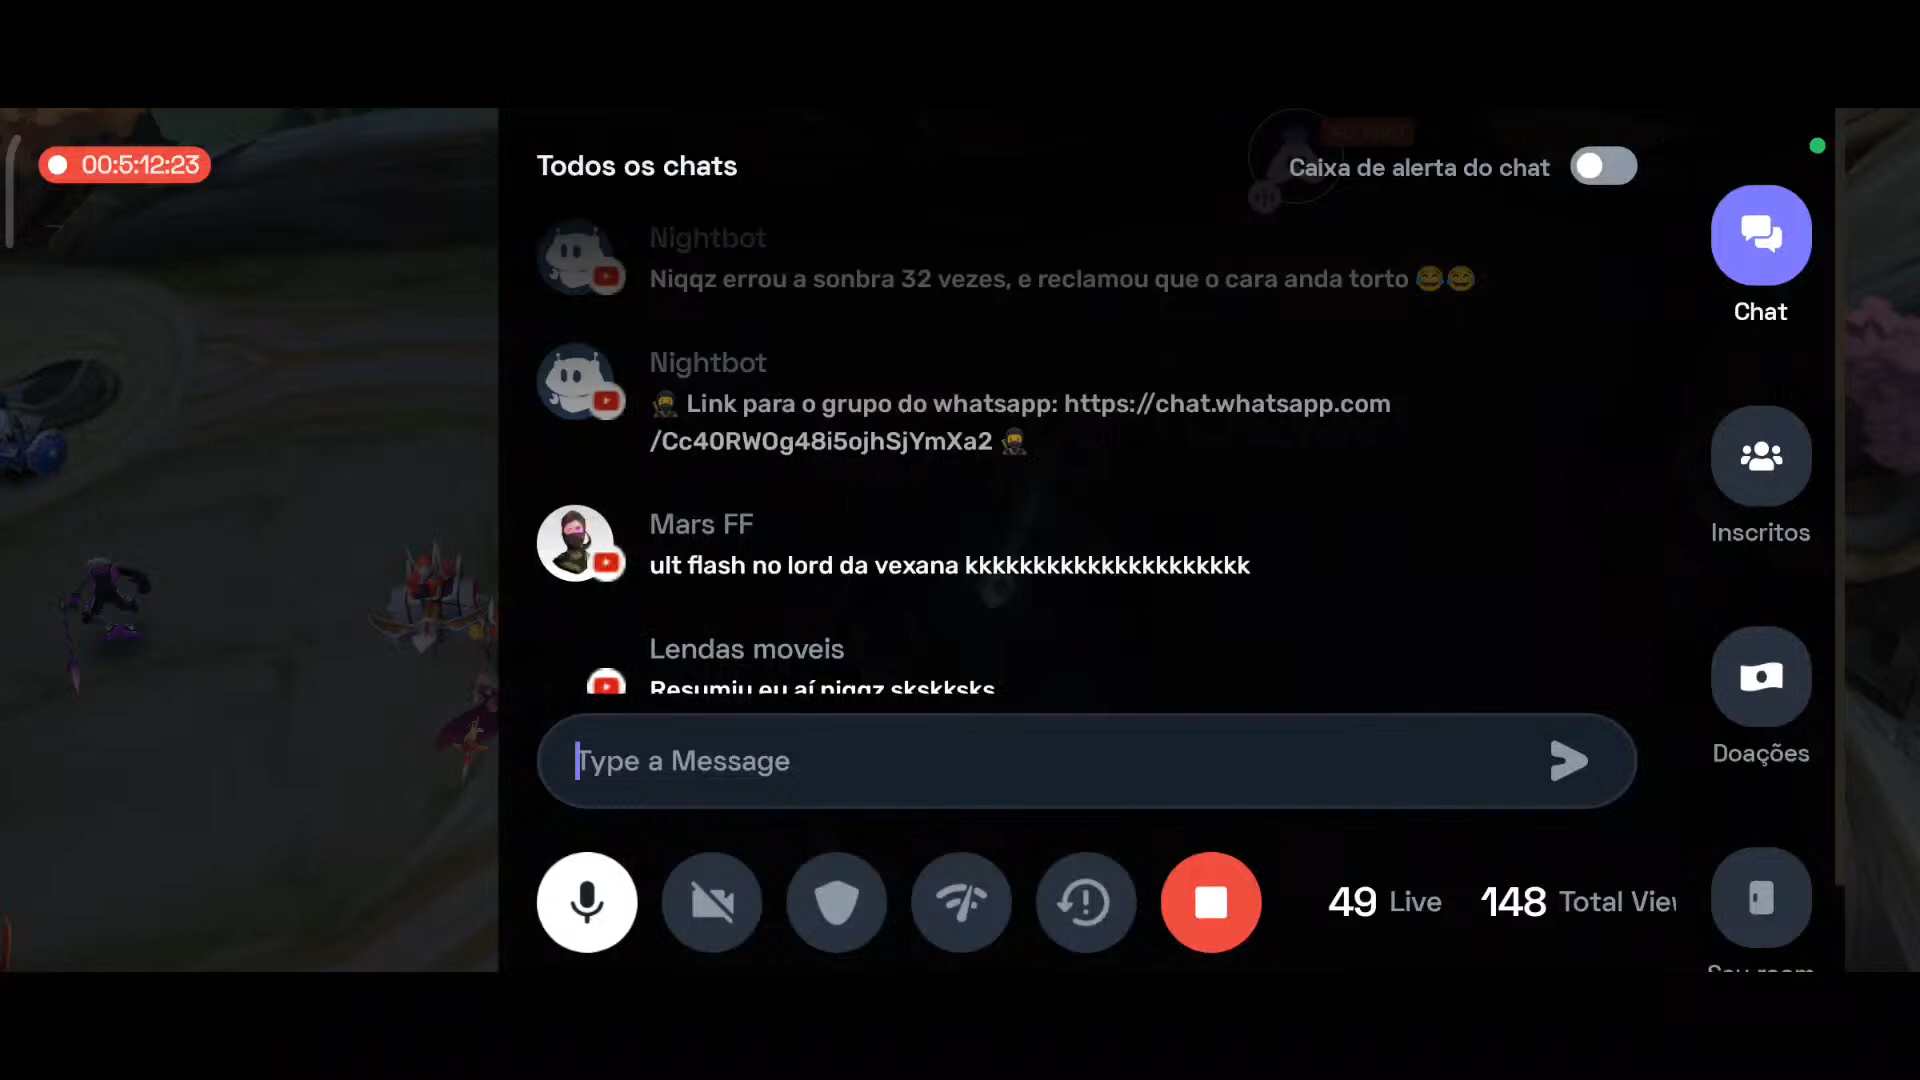 00:5:12:23
Todos os chats
Caixa de alerta do chat
Nightbot
Niqqz errou a sonbra 32 vezes, e reclamou que o cara anda torto 😂😂
Chat
Nightbot
🥷 Link para o grupo do whatsapp: https://chat.whatsapp.com
/Cc40RWOg48i5ojhSjYmXa2 🥷
Inscritos
Mars FF
ult flash no lord da vexana kkkkkkkkkkkkkkkkkkkkk
Lendas moveis
Resumiu eu aí niqqz skskksks
Type a Message
Doações
49 Live
148 Total Vie